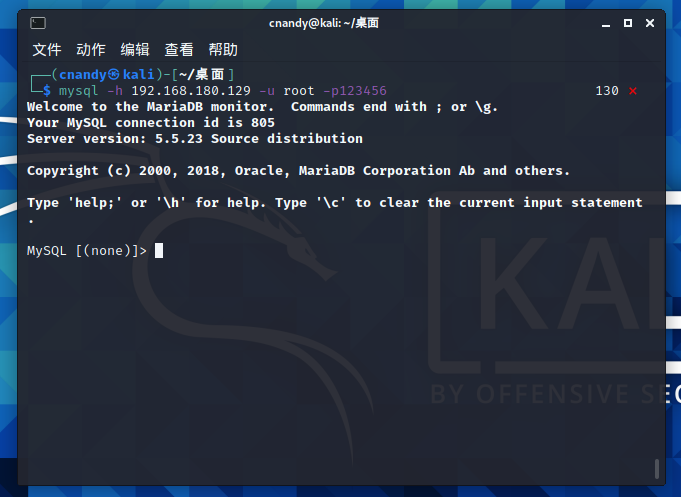 cnandy@kali: ~/桌面
文件 动作 编辑 查看 帮助
┌──(cnandy㉿kali)-[~/桌面]
└─$ mysql -h 192.168.180.129 -u root -p123456 130 ⨯
Welcome to the MariaDB monitor.  Commands end with ; or \g.
Your MySQL connection id is 805
Server version: 5.5.23 Source distribution
Copyright (c) 2000, 2018, Oracle, MariaDB Corporation Ab and others.
Type 'help;' or '\h' for help. Type '\c' to clear the current input statement
.
MySQL [(none)]>
KAL
BY OFFENSIVE SEC